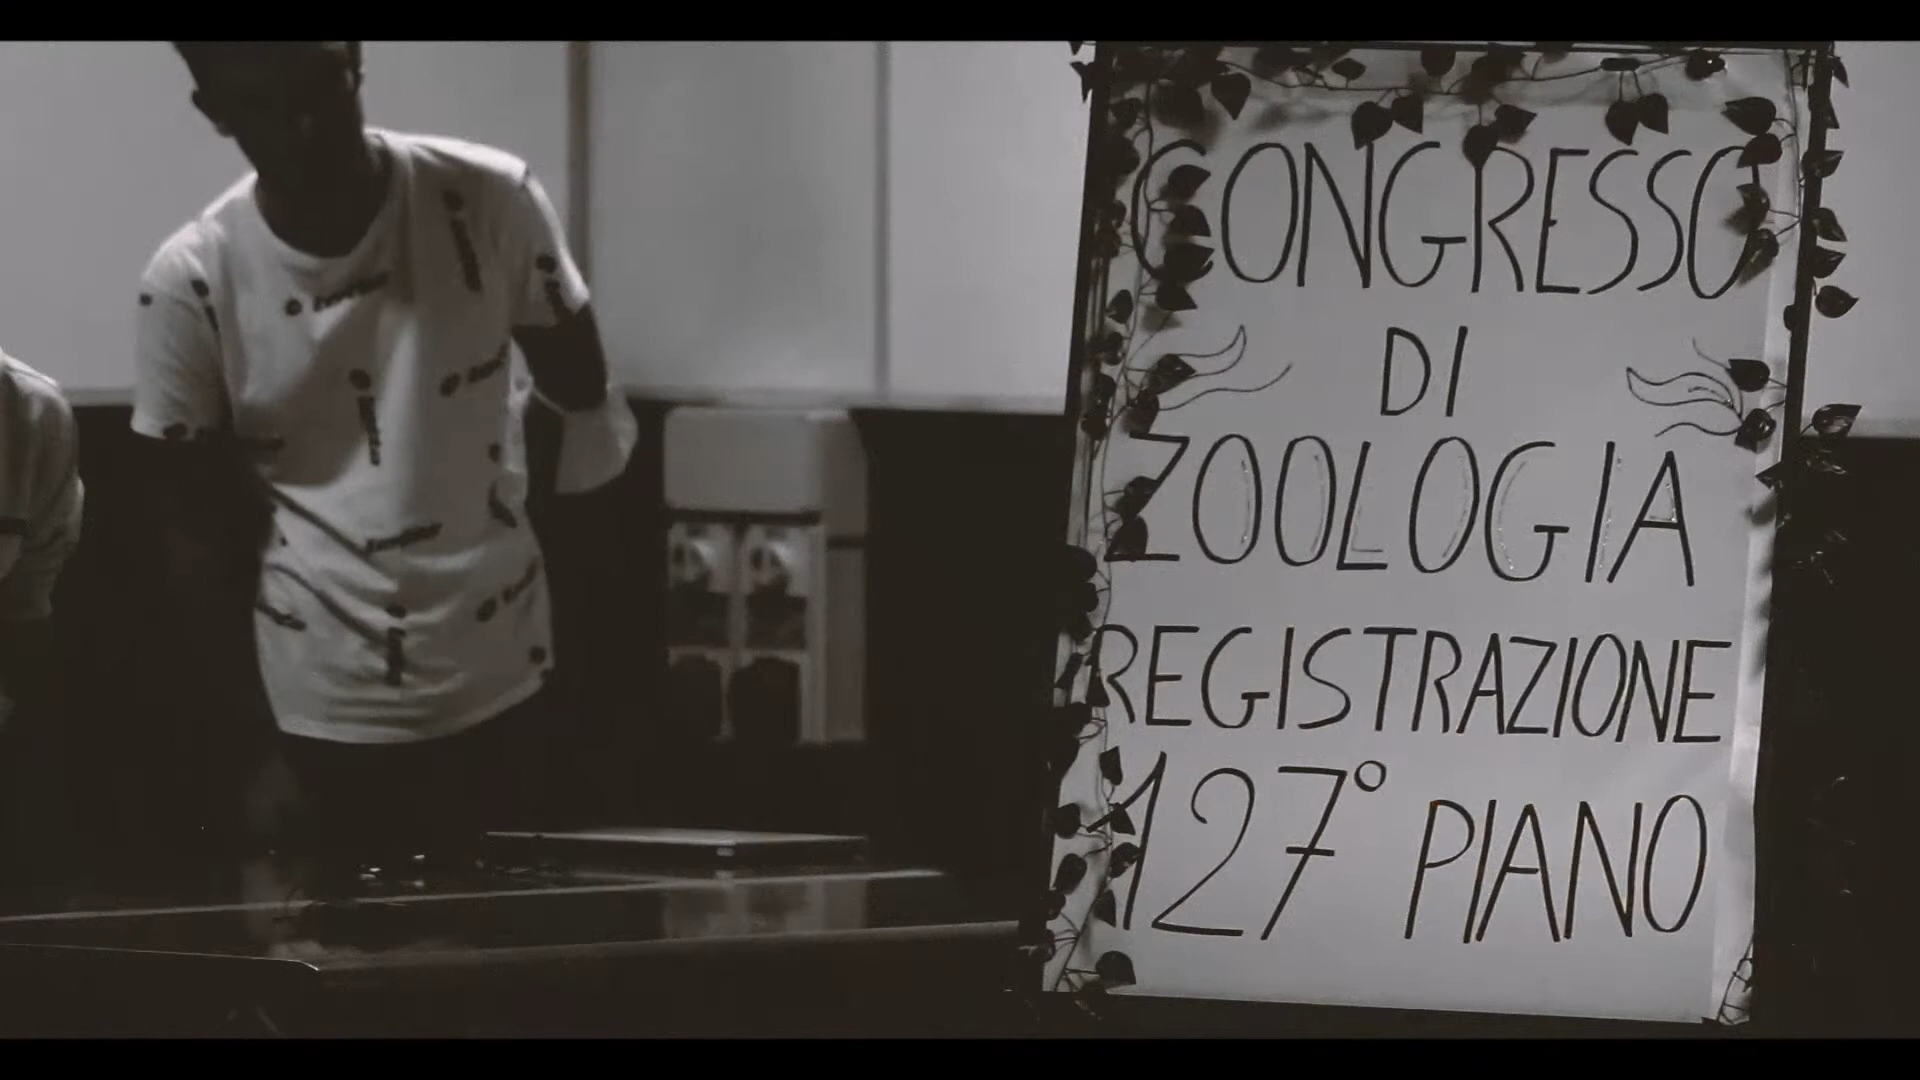 CONGRESSO
DI
ZOOLOGIA
REGISTRAZIONE
127° PIANO